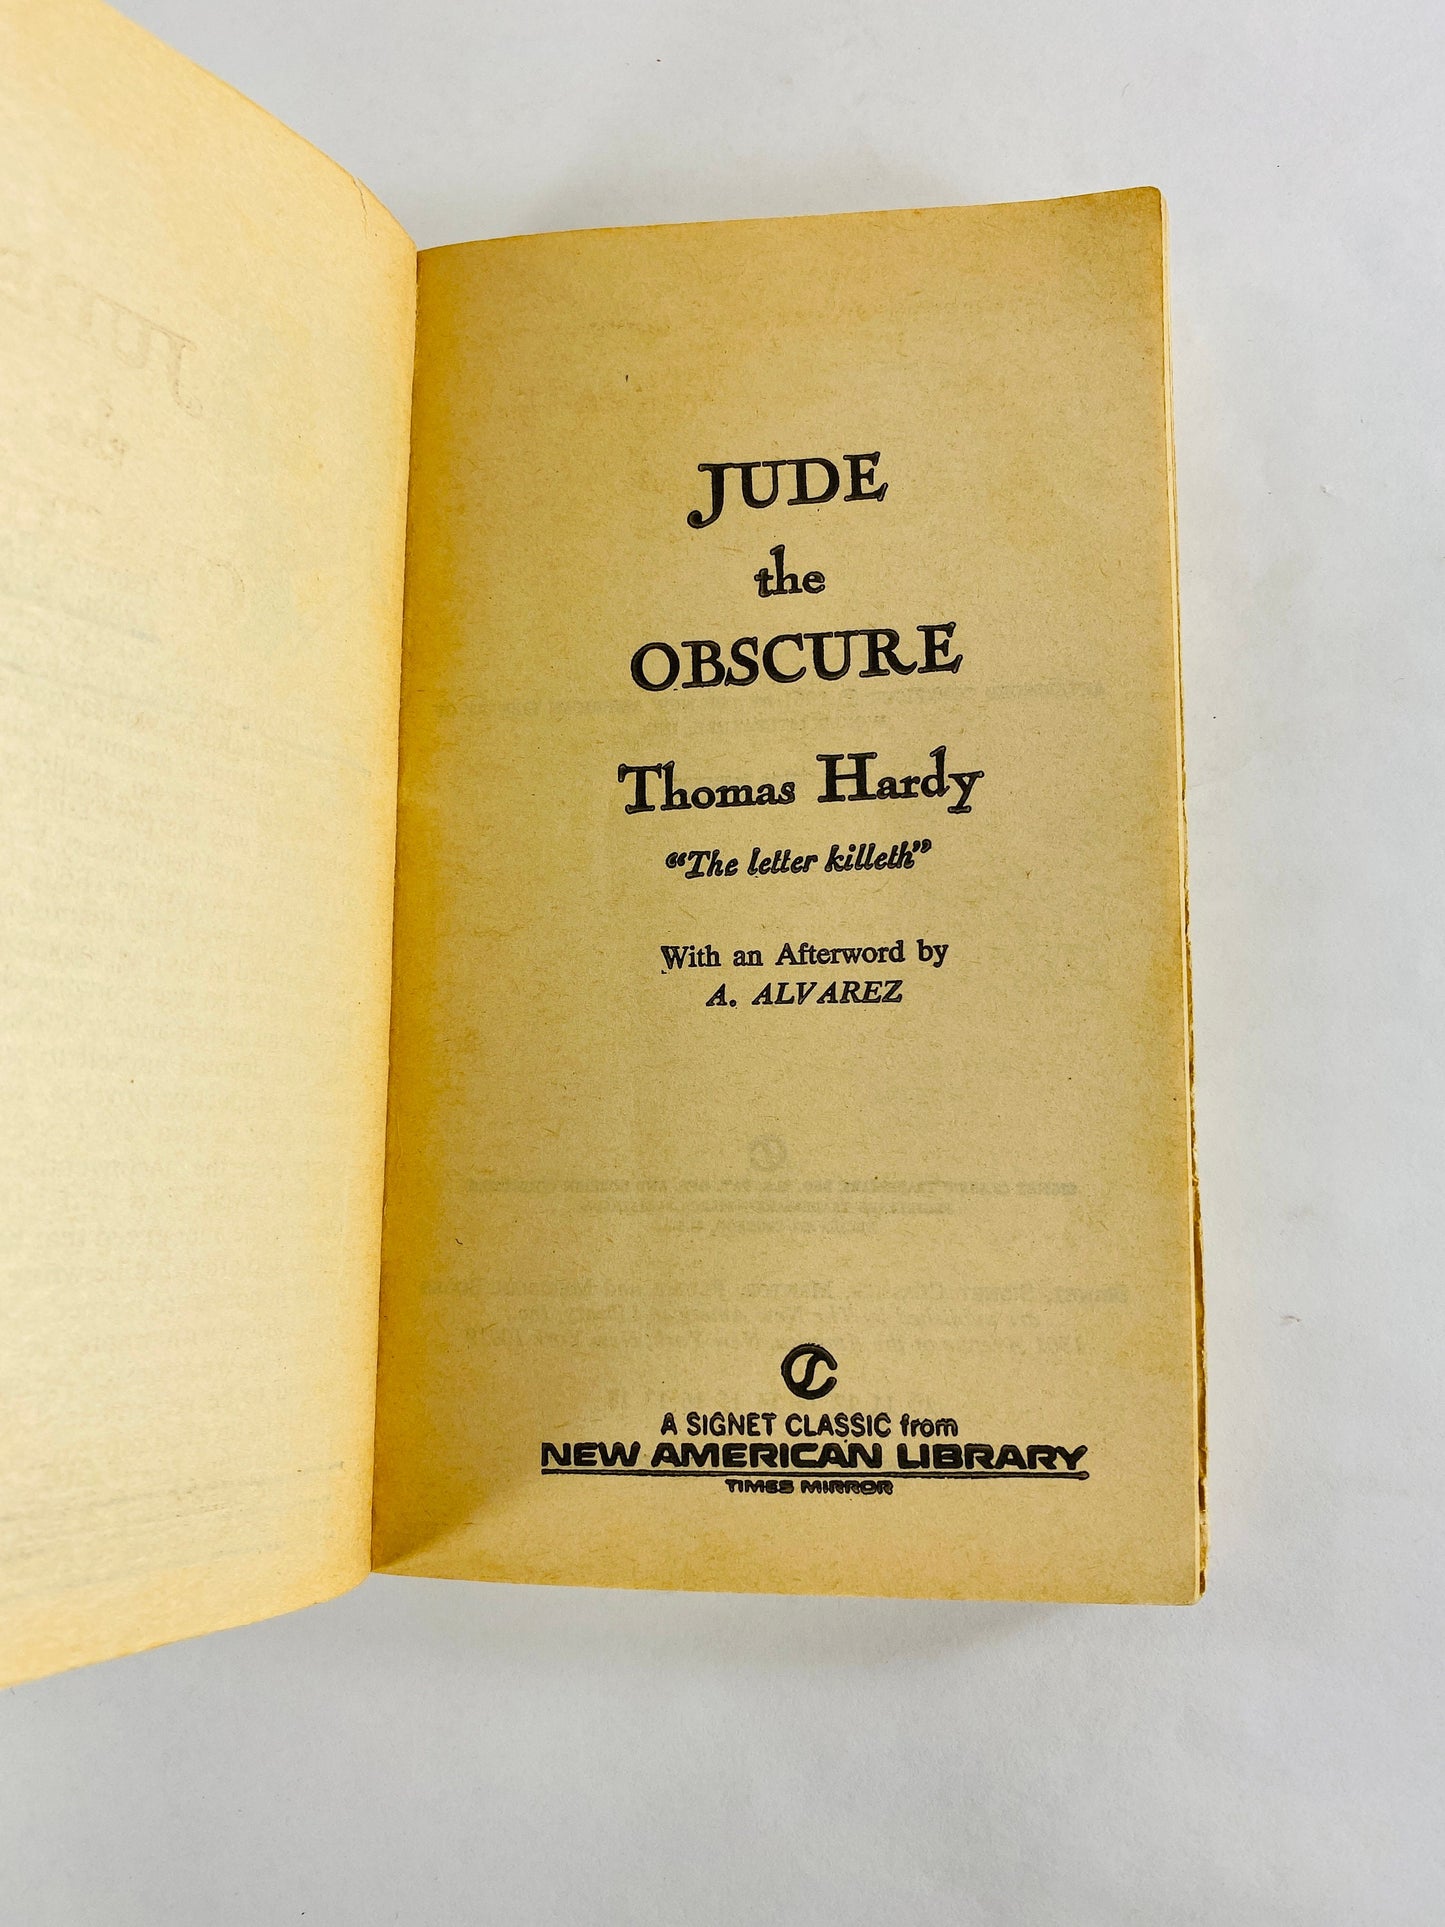 JUDE
the
OBSCURE
Thomas Hardy
"The letter killeth"
With an Afterword by
A. ALVAREZ
A SIGNET CLASSIC from
NEW AMERICAN LIBRARY
TIMES MIRROR